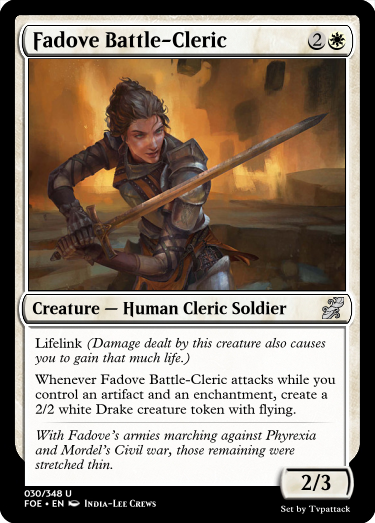 Fadove Battle-Cleric 2
Creature — Human Cleric Soldier
Lifelink (Damage dealt by this creature also causes
you to gain that much life.)
Whenever Fadove Battle-Cleric attacks while you
control an artifact and an enchantment, create a
2/2 white Drake creature token with flying.
With Fadove's armies marching against Phyrexia
and Mordel's Civil war, those remaining were
stretched thin.
2/3
030/348 U
FOE • EN India-Lee Crews
Set by Tvpattack